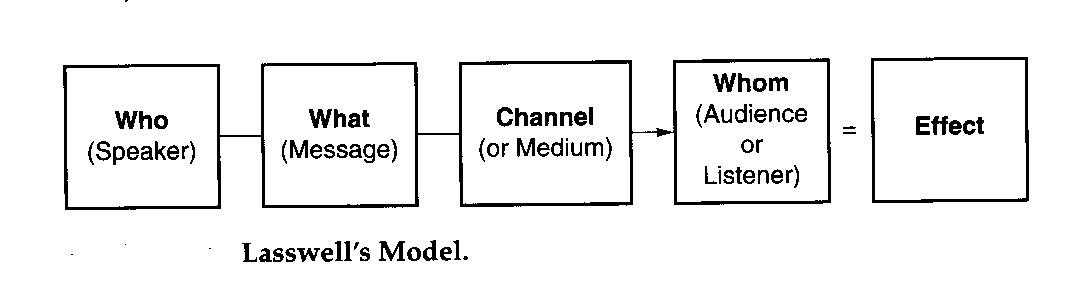 Who
(Speaker)
What
(Message)
Channel
(or Medium)
Whom
(Audience
or
Listener)
=
Effect
Lasswell's Model.